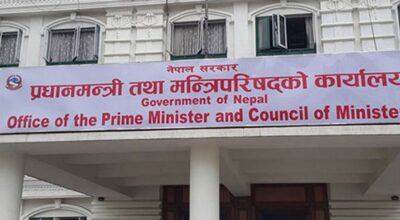 नेपाल सरकार
प्रधानमन्त्री तथा मन्त्रिपरिषद्को कार्यालय
Government of Nepal
Office of the Prime Minister and Council of Minister